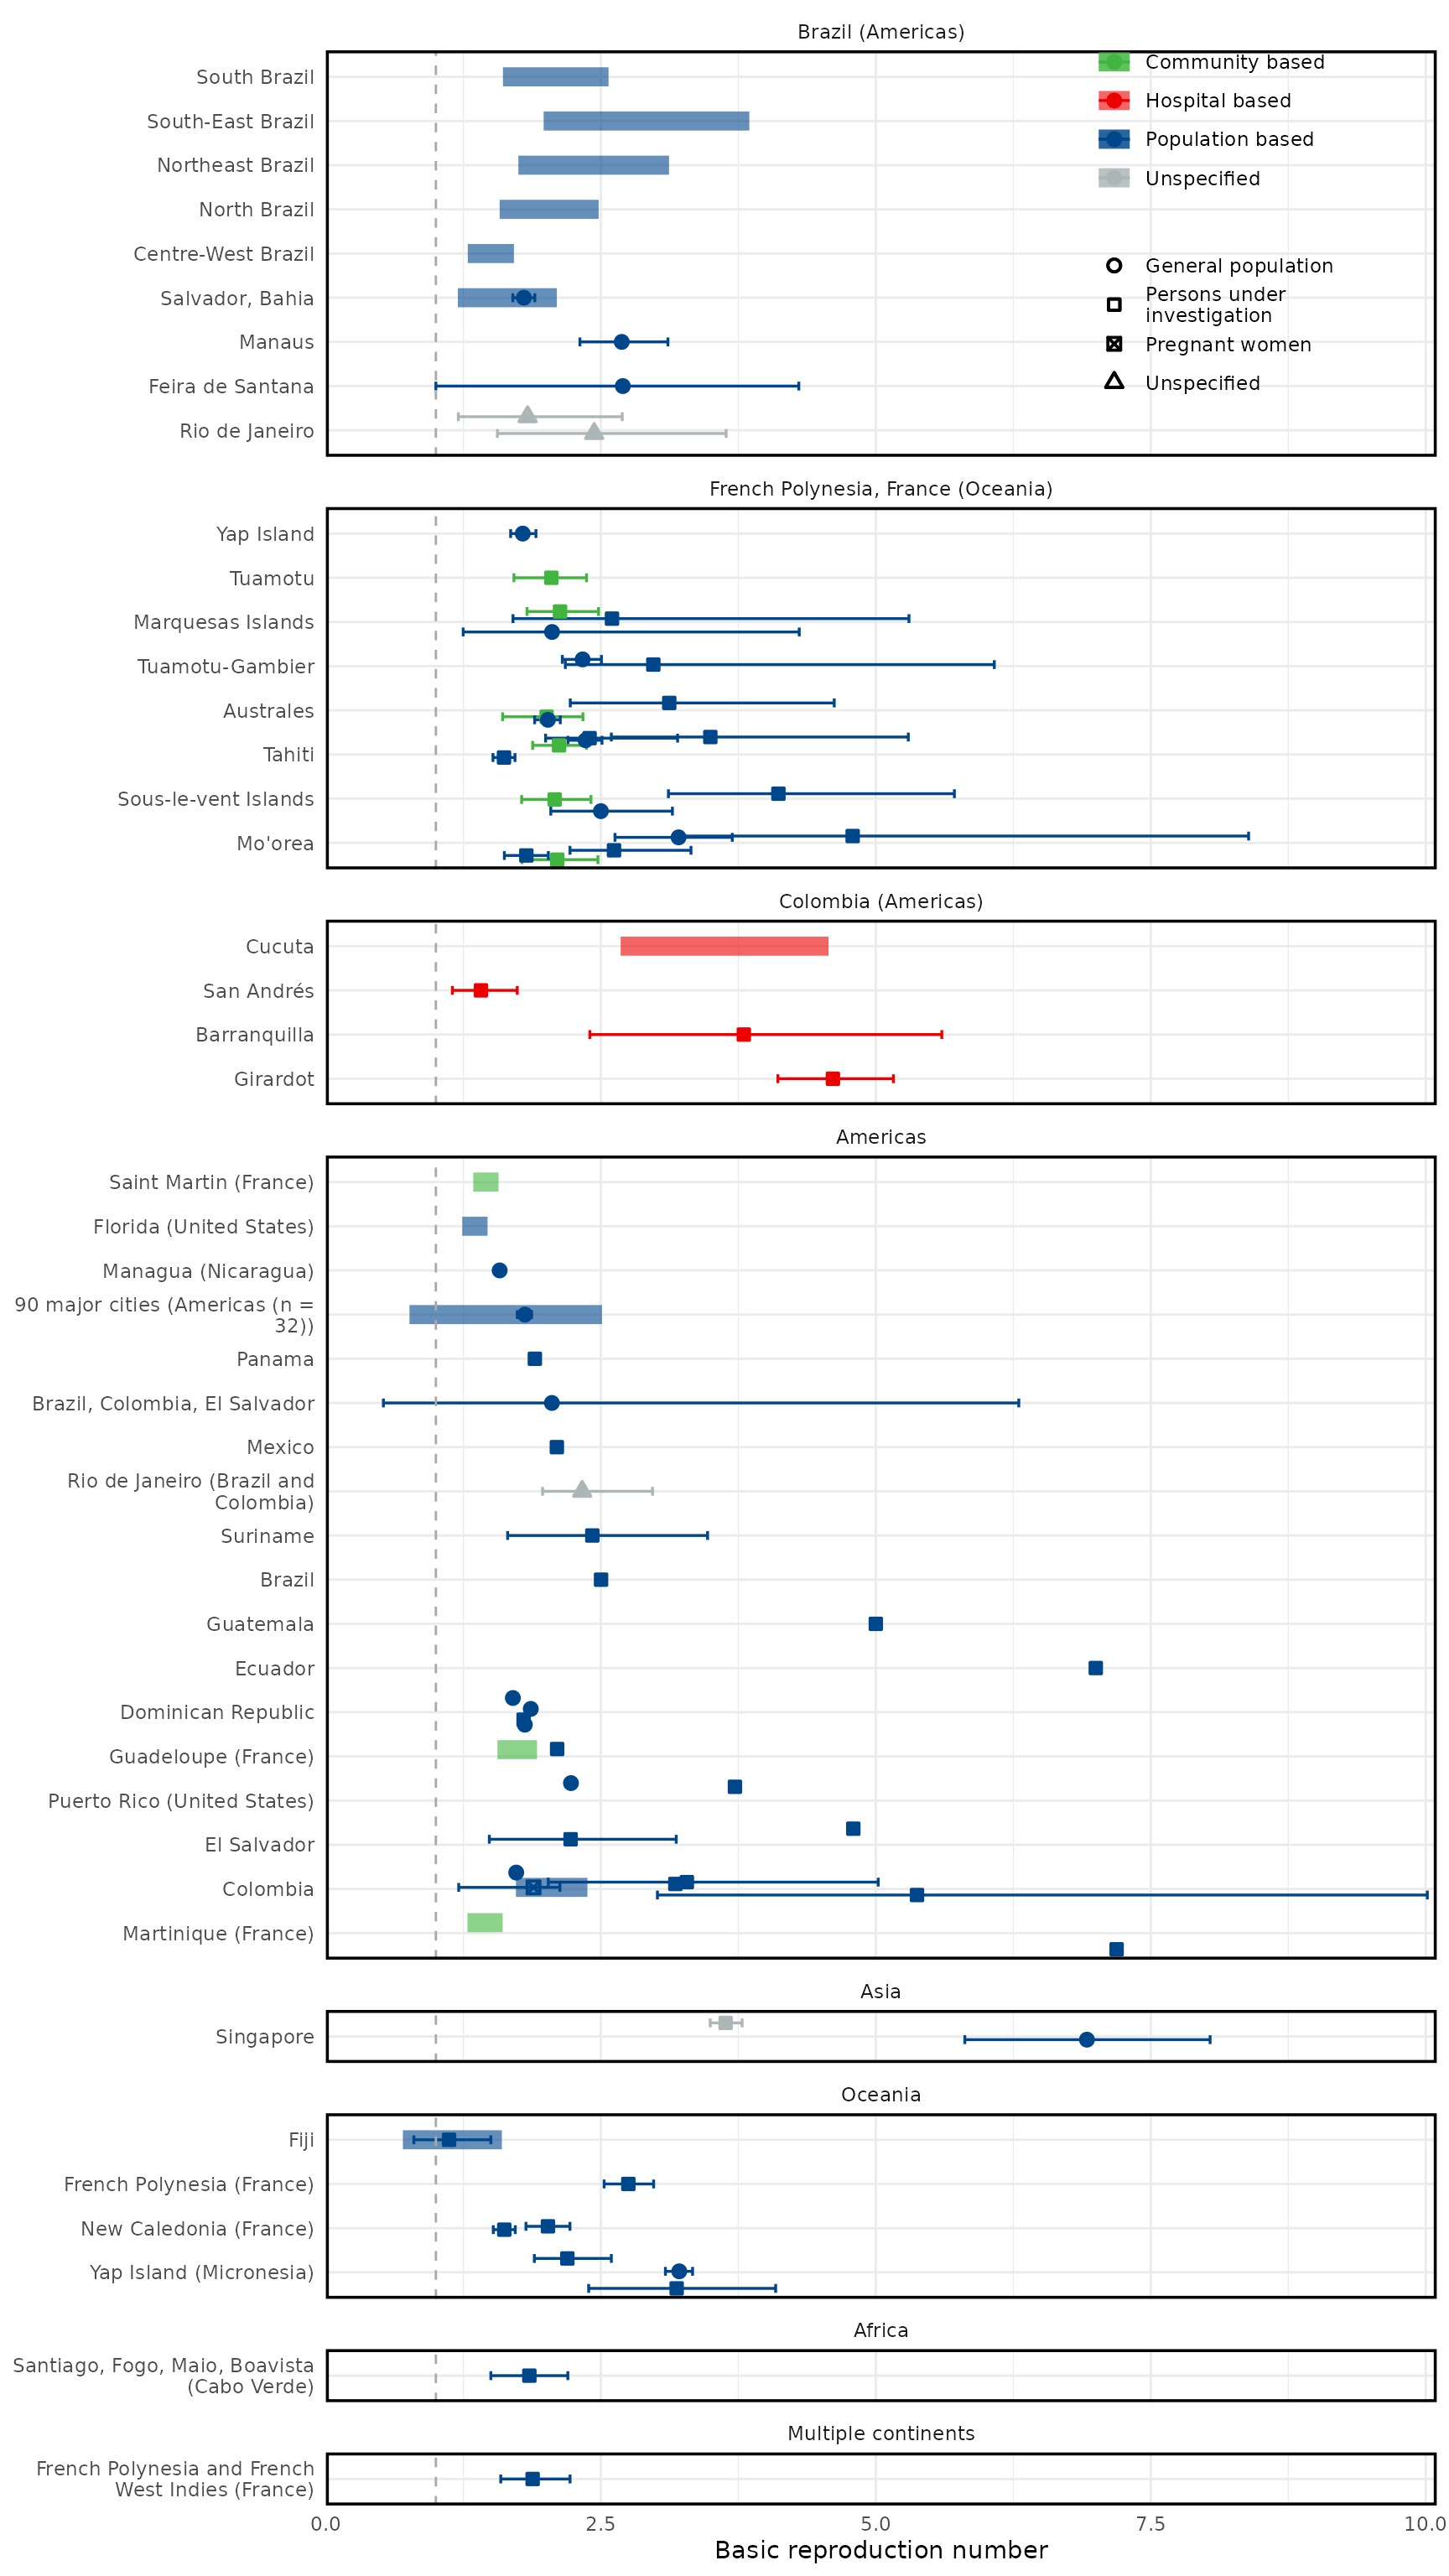 Brazil (Americas)
South Brazil
South-East Brazil
Northeast Brazil
North Brazil
Centre-West Brazil
Salvador, Bahia
Manaus
Feira de Santana
Rio de Janeiro
Community based
Hospital based
Population based
Unspecified
General population
Persons under
investigation
Pregnant women
Unspecified
French Polynesia, France (Oceania)
Yap Island
Tuamotu
Marquesas Islands
Tuamotu-Gambier
Australes
Tahiti
Sous-le-vent Islands
Mo'orea
Colombia (Americas)
Cucuta
San Andrés
Barranquilla
Girardot
Americas
Saint Martin (France)
Florida (United States)
Managua (Nicaragua)
90 major cities (Americas (n =
32))
Panama
Brazil, Colombia, El Salvador
Mexico
Rio de Janeiro (Brazil and
Colombia)
Suriname
Brazil
Guatemala
Ecuador
Dominican Republic
Guadeloupe (France)
Puerto Rico (United States)
El Salvador
Colombia
Martinique (France)
Asia
Singapore
Oceania
Fiji
French Polynesia (France)
New Caledonia (France)
Yap Island (Micronesia)
Africa
Santiago, Fogo, Maio, Boavista
(Cabo Verde)
Multiple continents
French Polynesia and French
West Indies (France)
0.0 2.5 5.0 7.5 10.0
Basic reproduction number